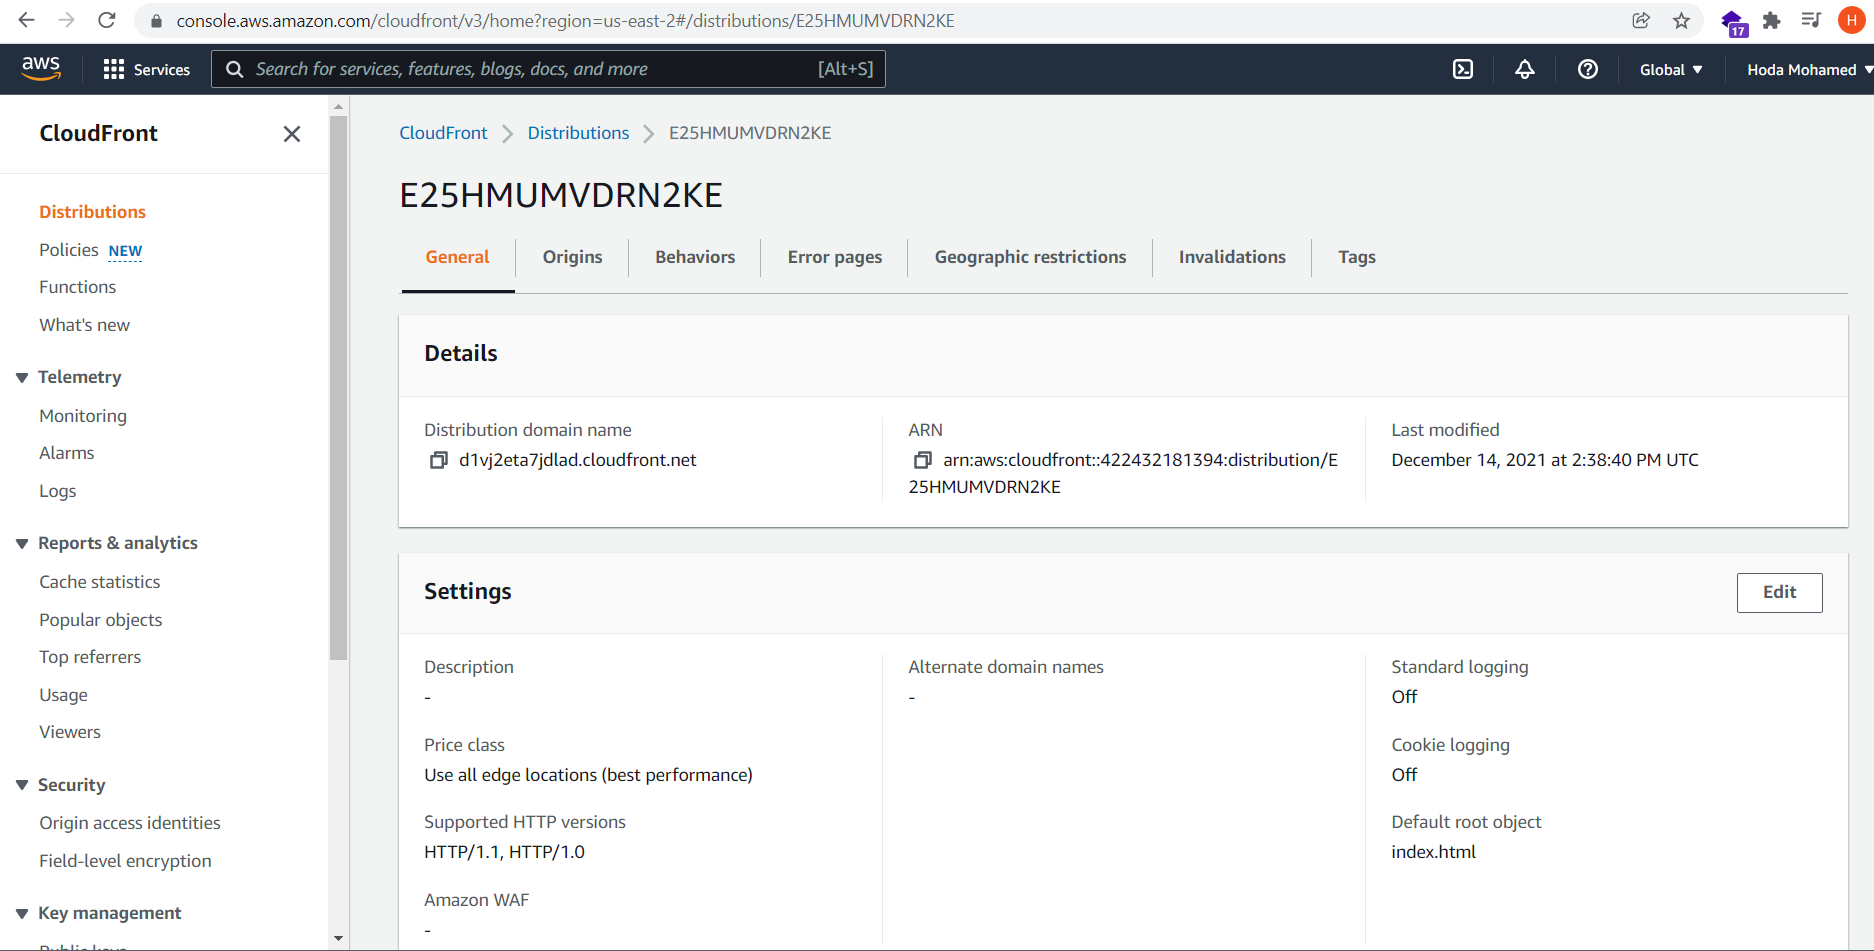 console.aws.amazon.com/cloudfront/v3/home?region=us-east-2#/distributions/E25HMUMVDRN2KE
17
H
aws
Services
Search for services, features, blogs, docs, and more
[Alt+S]
Global
Hoda Mohamed
CloudFront
Distributions
Policies NEW
Functions
What's new
Telemetry
Monitoring
Alarms
Logs
Reports & analytics
Cache statistics
Popular objects
Top referrers
Usage
Viewers
Security
Origin access identities
Field-level encryption
Key management
Public keys
CloudFront
Distributions
E25HMUMVDRN2KE
E25HMUMVDRN2KE
General
Origins
Behaviors
Error pages
Geographic restrictions
Invalidations
Tags
Details
Distribution domain name
d1vj2eta7jdlad.cloudfront.net
ARN
arn:aws:cloudfront::422432181394:distribution/E
25HMUMVDRN2KE
Last modified
December 14, 2021 at 2:38:40 PM UTC
Settings
Edit
Description
-
Price class
Use all edge locations (best performance)
Supported HTTP versions
HTTP/1.1, HTTP/1.0
Amazon WAF
-
Alternate domain names
-
Standard logging
Off
Cookie logging
Off
Default root object
index.html